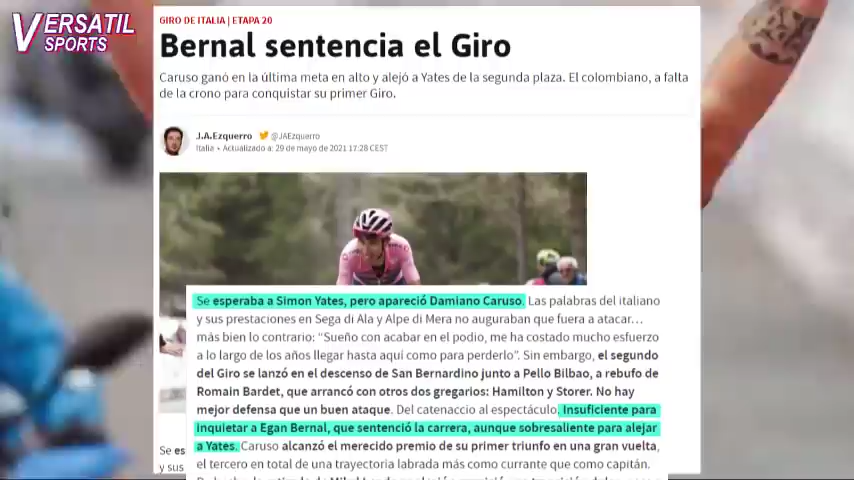 VERSATIL
SPORTS
GIRO DE ITALIA | ETAPA 20
Bernal sentencia el Giro
Caruso ganó en la última meta en alto y alejó a Yates de la segunda plaza. El colombiano, a falta
de la crono para conquistar su primer Giro.
J.A.Ezquerro @JAEzquerro
Italia • Actualizado a: 29 de mayo de 2021 17:28 CEST
Se esperaba a Simon Yates, pero apareció Damiano Caruso. Las palabras del italiano
y sus prestaciones en Sega di Ala y Alpe di Mera no auguraban que fuera a atacar…
más bien lo contrario: “Sueño con acabar en el podio, me ha costado mucho esfuerzo
a lo largo de los años llegar hasta aquí como para perderlo”. Sin embargo, el segundo
del Giro se lanzó en el descenso de San Bernardino junto a Pello Bilbao, a rebufo de
Romain Bardet, que arrancó con otros dos gregarios: Hamilton y Storer. No hay
mejor defensa que un buen ataque. Del catenaccio al espectáculo. Insuficiente para
inquietar a Egan Bernal, que sentenció la carrera, aunque sobresaliente para alejar
a Yates. Caruso alcanzó el merecido premio de su primer triunfo en una gran vuelta,
el tercero en total de una trayectoria labrada más como currante que como capitán.
Se es
y sus